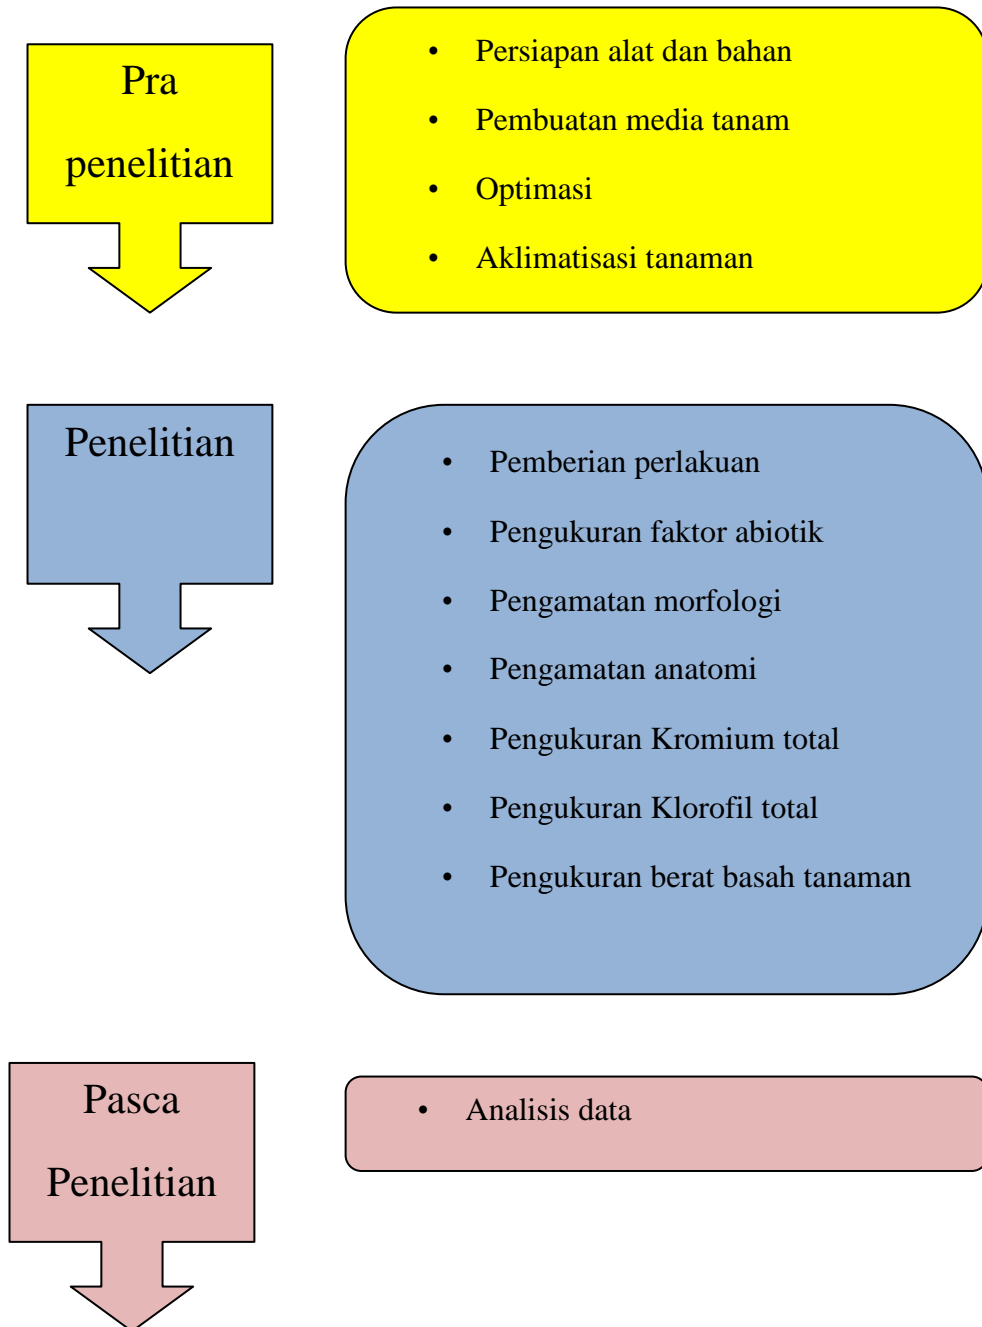 Pra
penelitian
• Persiapan alat dan bahan
• Pembuatan media tanam
• Optimasi
• Aklimatisasi tanaman
Penelitian
• Pemberian perlakuan
• Pengukuran faktor abiotik
• Pengamatan morfologi
• Pengamatan anatomi
• Pengukuran Kromium total
• Pengukuran Klorofil total
• Pengukuran berat basah tanaman
Pasca
Penelitian
• Analisis data